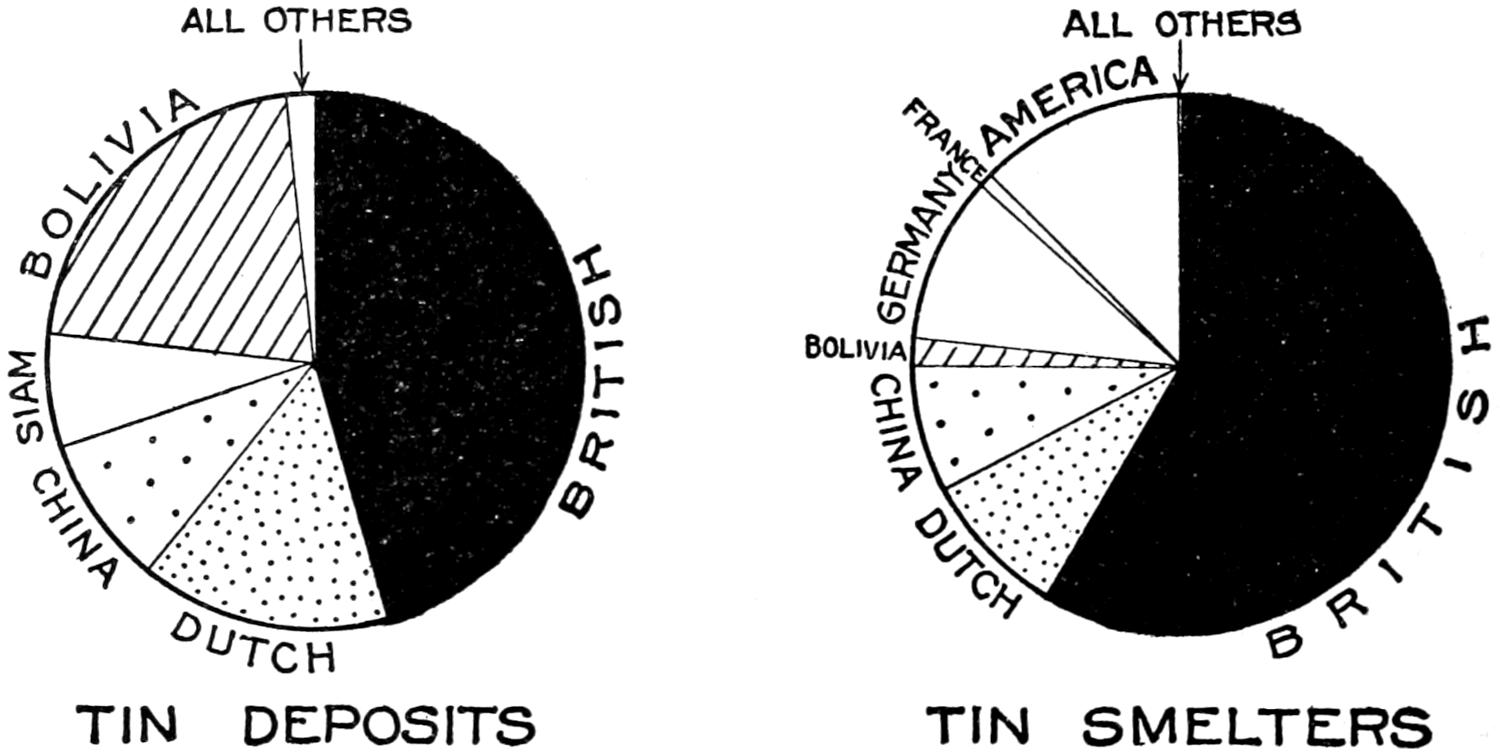 ALL OTHERS
BOLIVIA
BRITISH
SIAM
CHINA
DUTCH
TIN DEPOSITS
ALL OTHERS
AMERICA
FRANCE
GERMANY
BOLIVIA
BRITISH
CHINA
DUTCH
TIN SMELTERS